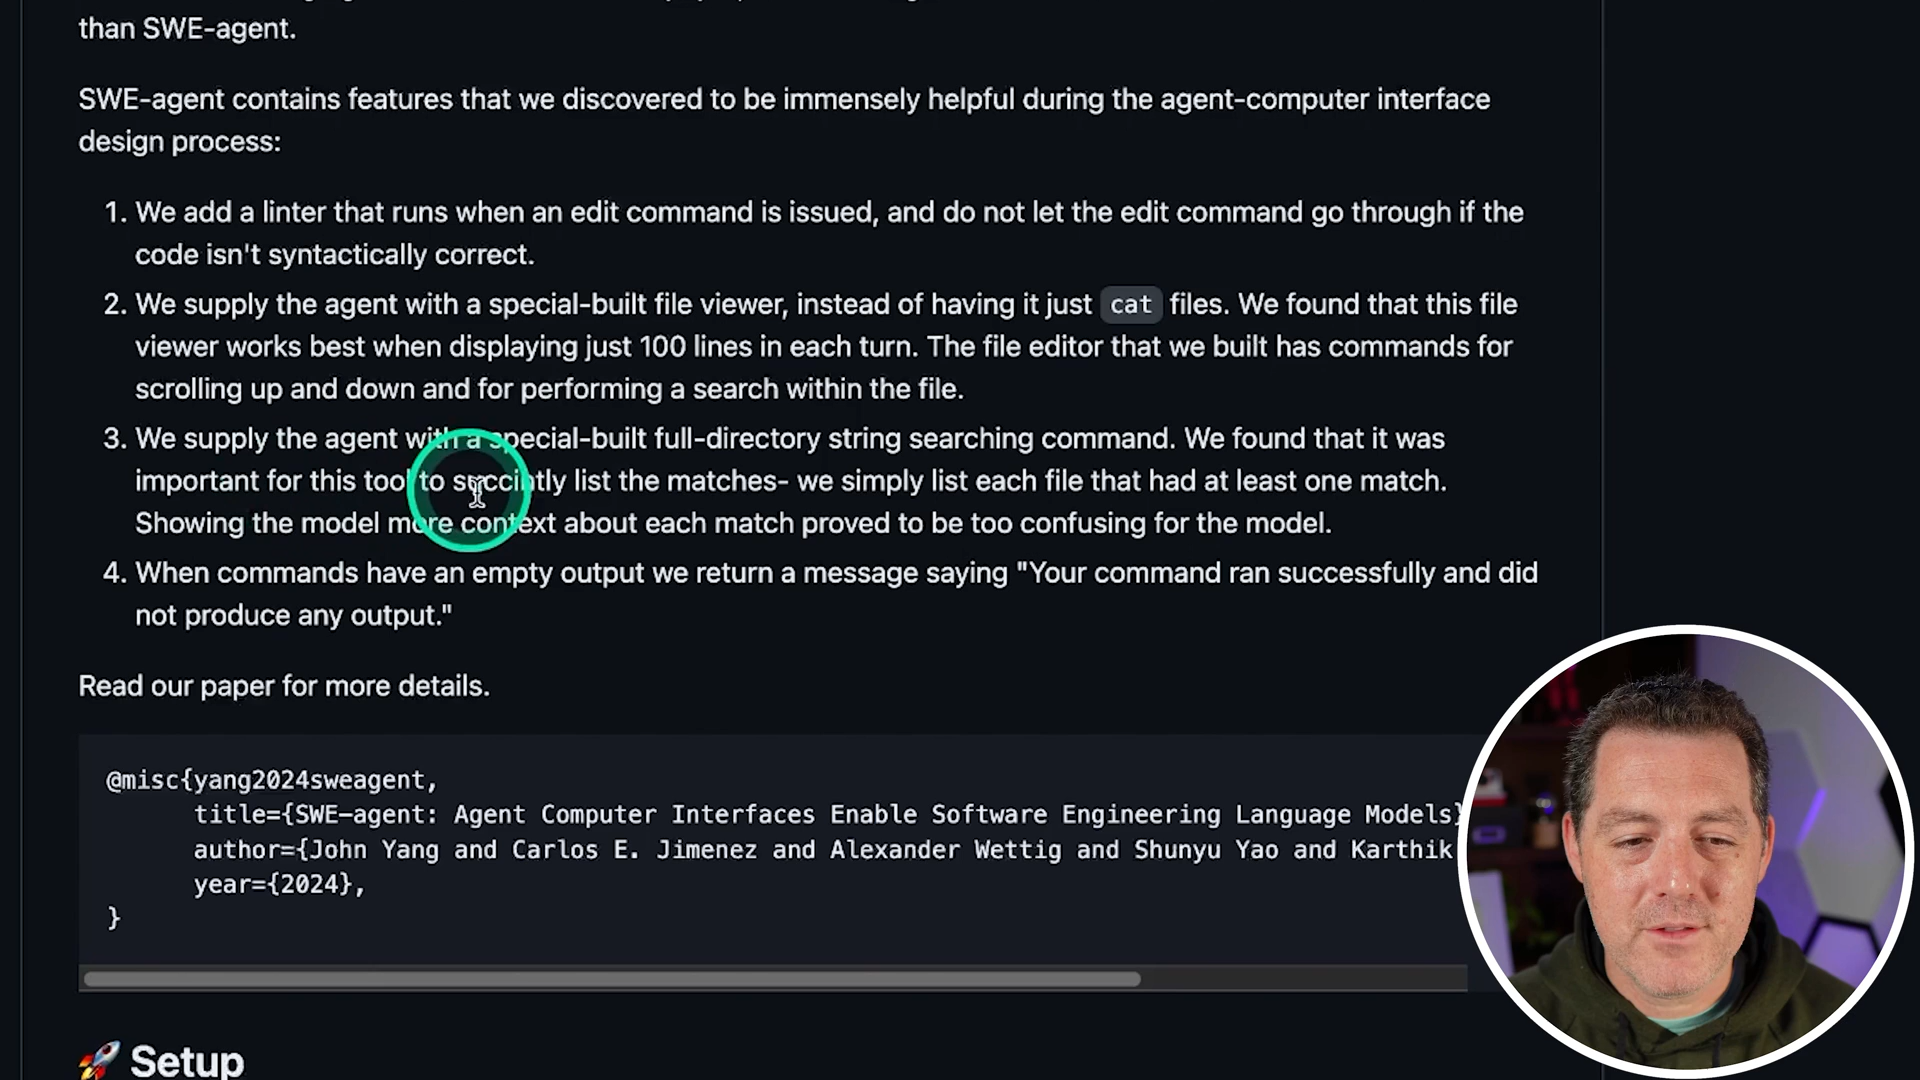 than SWE-agent.
SWE-agent contains features that we discovered to be immensely helpful during the agent-computer interface
design process:
1. We add a linter that runs when an edit command is issued, and do not let the edit command go through if the
code isn't syntactically correct.
2. We supply the agent with a special-built file viewer, instead of having it just cat files. We found that this file
viewer works best when displaying just 100 lines in each turn. The file editor that we built has commands for
scrolling up and down and for performing a search within the file.
3. We supply the agent with a special-built full-directory string searching command. We found that it was
important for this tool to succintly list the matches- we simply list each file that had at least one match.
Showing the model more context about each match proved to be too confusing for the model.
4. When commands have an empty output we return a message saying "Your command ran successfully and did
not produce any output."
Read our paper for more details.
@misc{yang2024sweagent,
title={SWE-agent: Agent Computer Interfaces Enable Software Engineering Language Models}
author={John Yang and Carlos E. Jimenez and Alexander Wettig and Shunyu Yao and Karthik
year={2024},
}
🚀 Setup